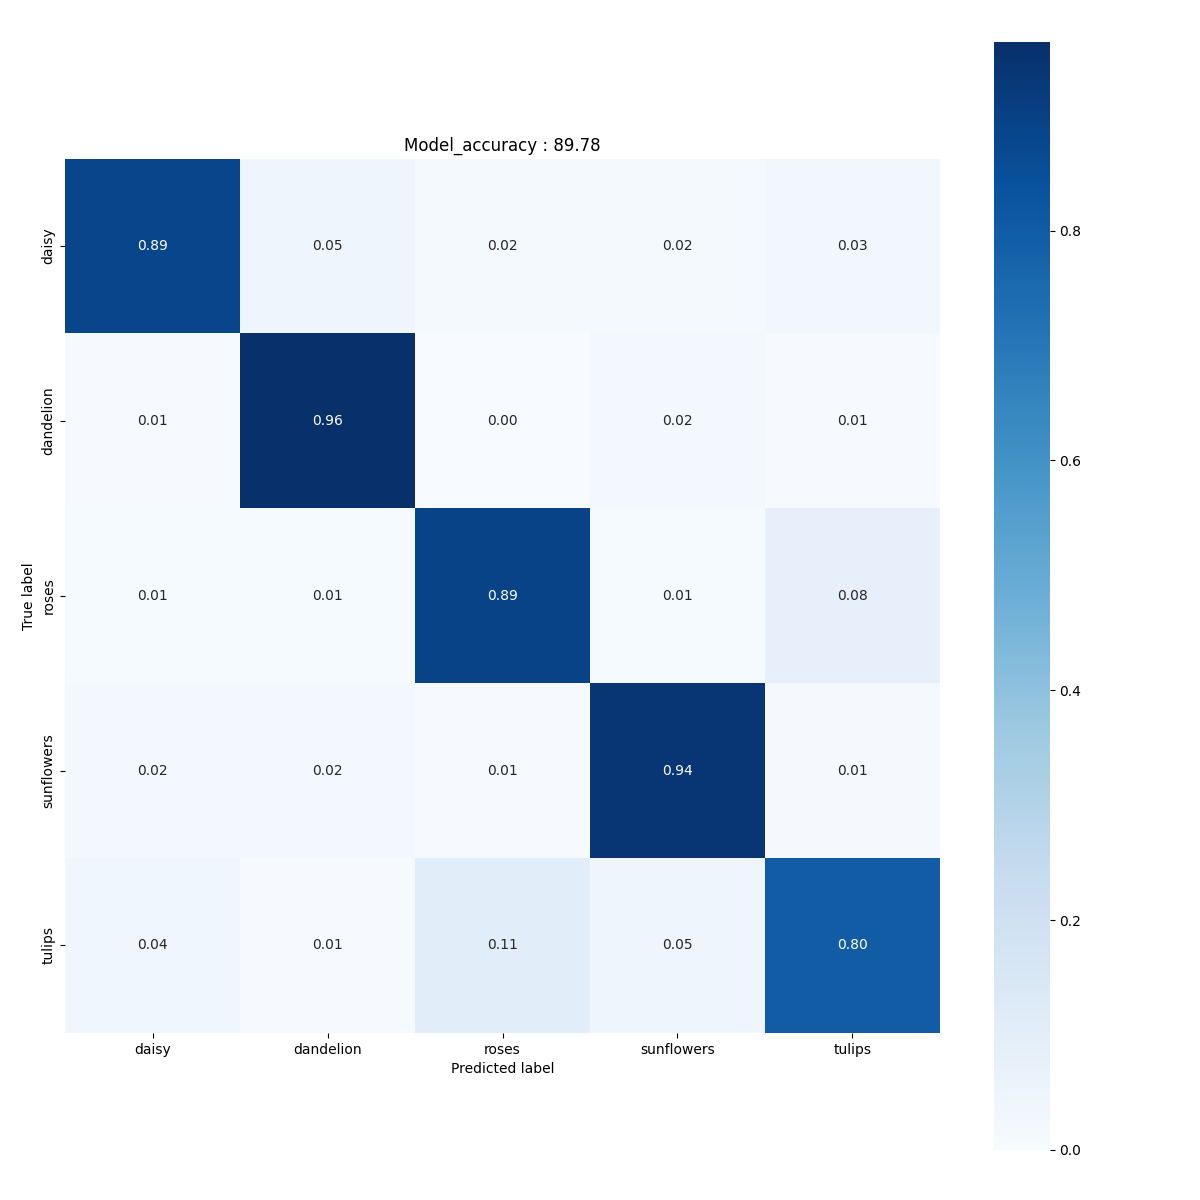 Model_accuracy : 89.78
True label
daisy 0.89 0.05 0.02 0.02 0.03
dandelion 0.01 0.96 0.00 0.02 0.01
roses 0.01 0.01 0.89 0.01 0.08
sunflowers 0.02 0.02 0.01 0.94 0.01
tulips 0.04 0.01 0.11 0.05 0.80
daisy dandelion roses sunflowers tulips
Predicted label
0.8
0.6
0.4
0.2
0.0